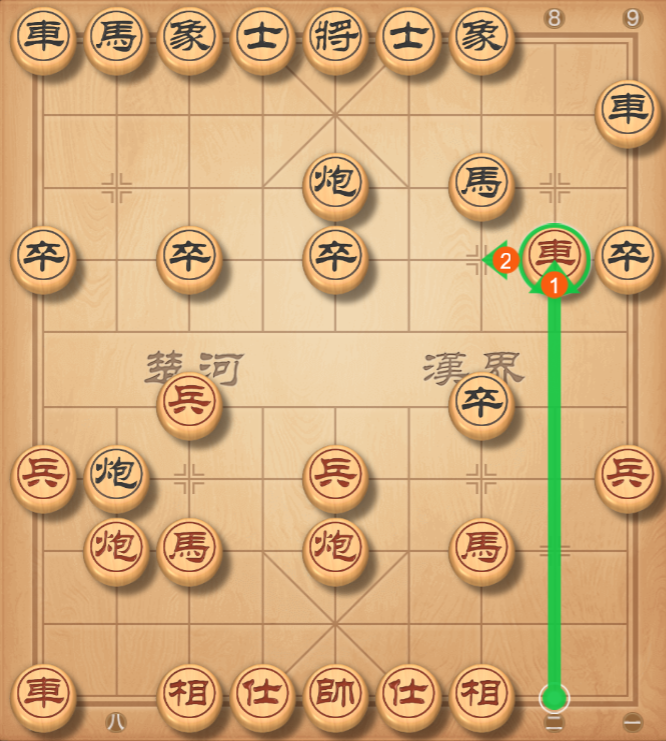 8 9
車 馬 象 士 將 士 象
車
炮 馬
卒 卒 卒 2 車 卒
1
楚河 漢界
兵 卒
兵 炮 兵 兵
炮 馬 炮 馬
車 相 仕 帥 仕 相
八 二 一